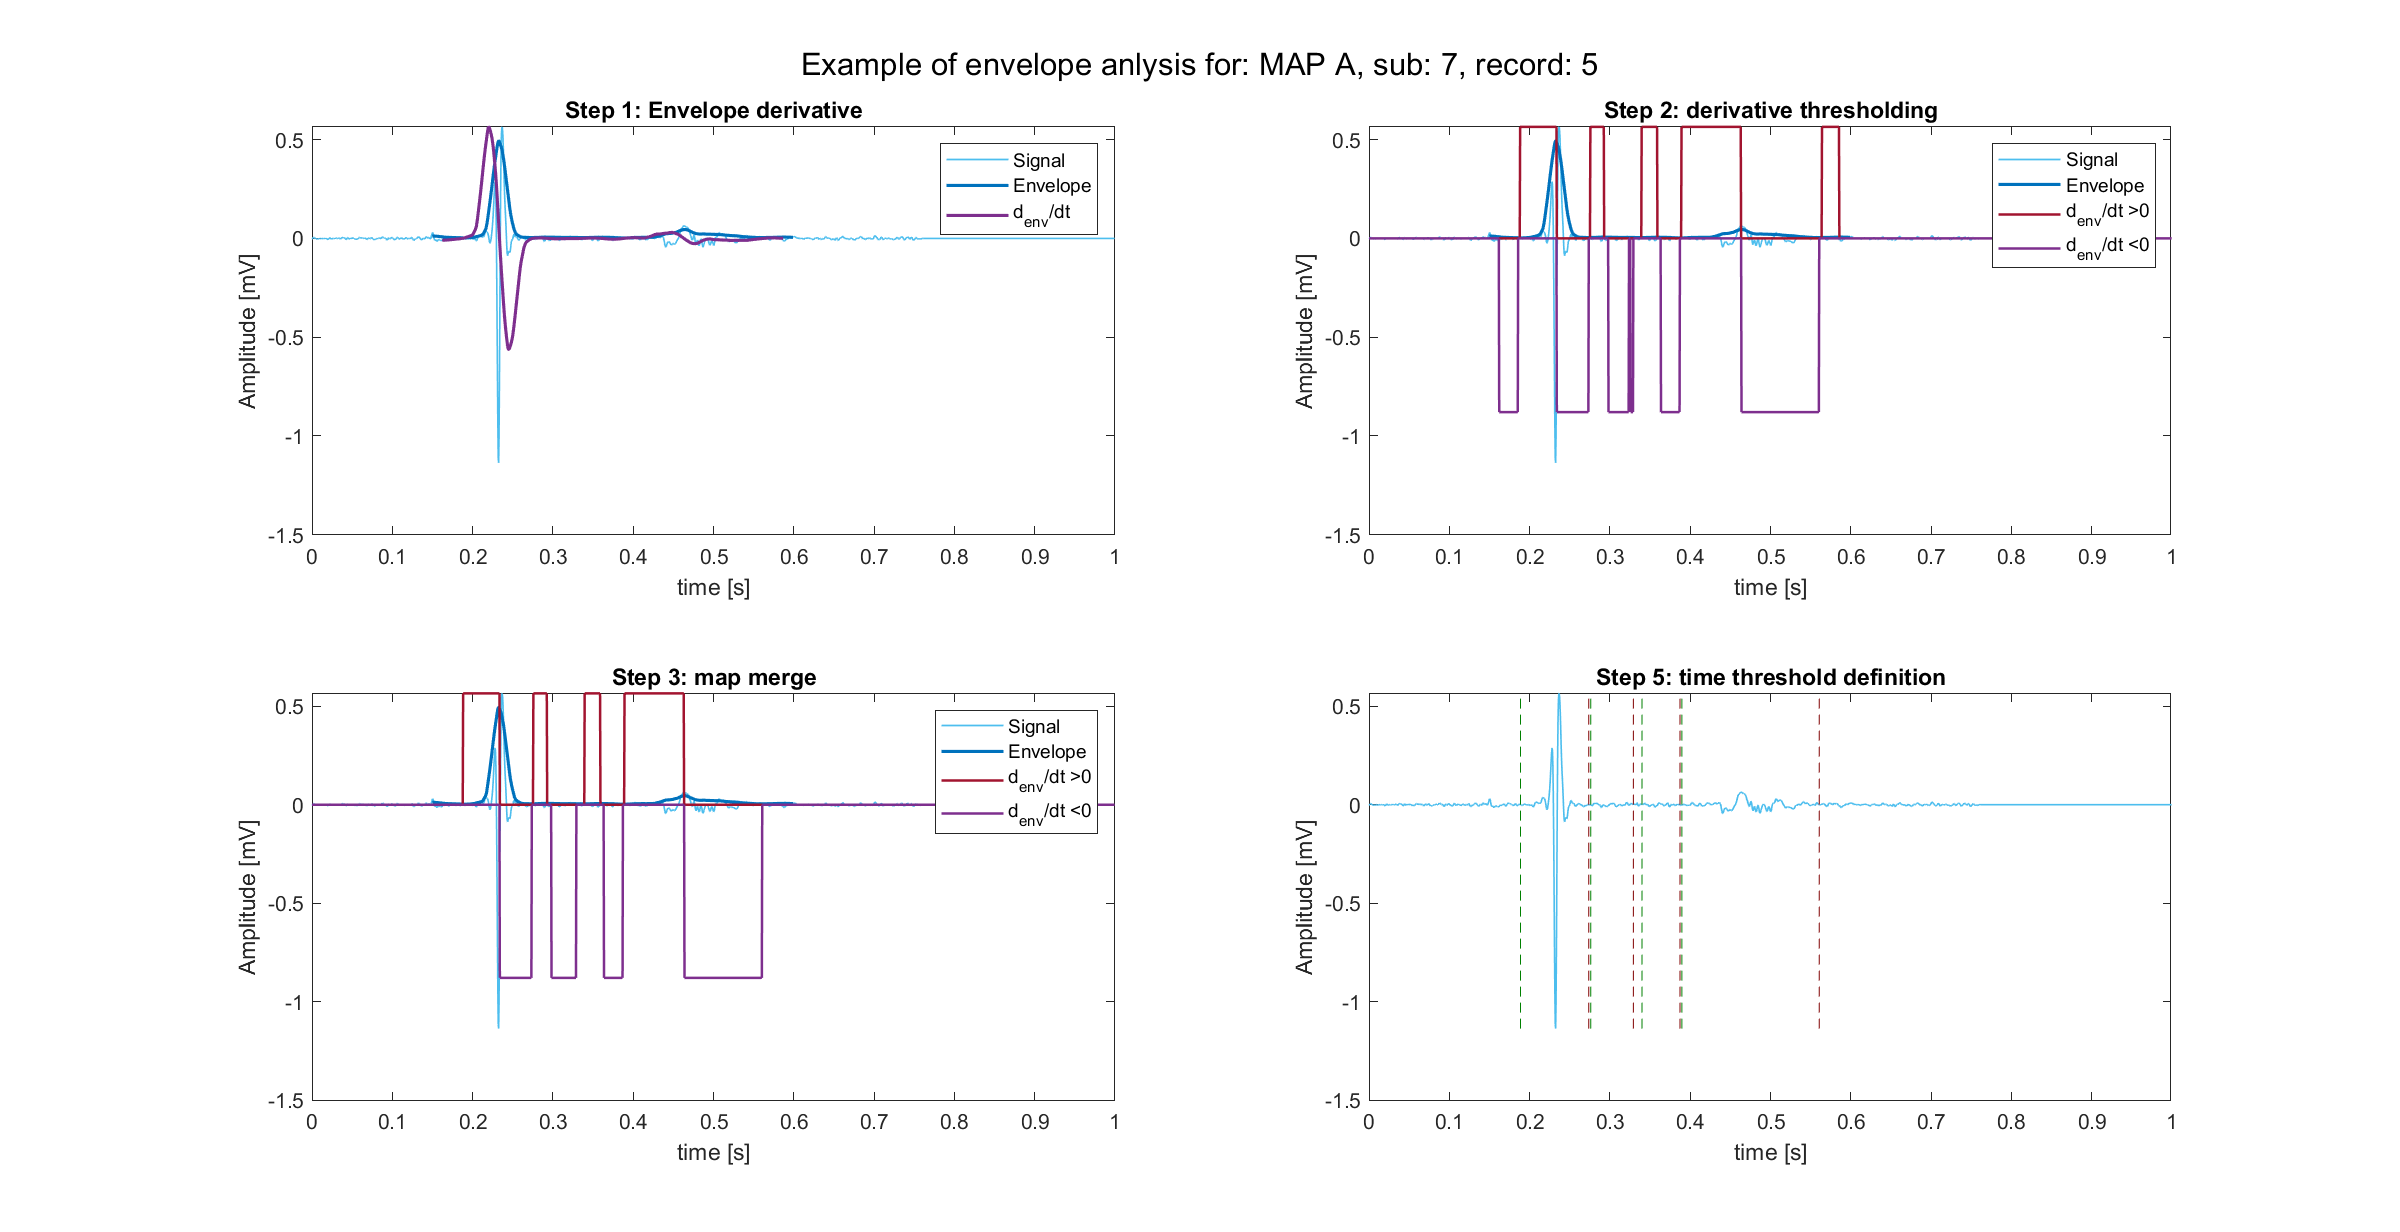 Example of envelope anlysis for: MAP A, sub: 7, record: 5
Step 1: Envelope derivative
0.5
0
-0.5
-1
-1.5
Amplitude [mV]
0 0.1 0.2 0.3 0.4 0.5 0.6 0.7 0.8 0.9 1
time [s]
Signal
Envelope
d_env/dt
Step 2: derivative thresholding
0.5
0
-0.5
-1
-1.5
Amplitude [mV]
0 0.1 0.2 0.3 0.4 0.5 0.6 0.7 0.8 0.9 1
time [s]
Signal
Envelope
d_env/dt >0
d_env/dt <0
Step 3: map merge
0.5
0
-0.5
-1
-1.5
Amplitude [mV]
0 0.1 0.2 0.3 0.4 0.5 0.6 0.7 0.8 0.9 1
time [s]
Signal
Envelope
d_env/dt >0
d_env/dt <0
Step 5: time threshold definition
0.5
0
-0.5
-1
-1.5
Amplitude [mV]
0 0.1 0.2 0.3 0.4 0.5 0.6 0.7 0.8 0.9 1
time [s]